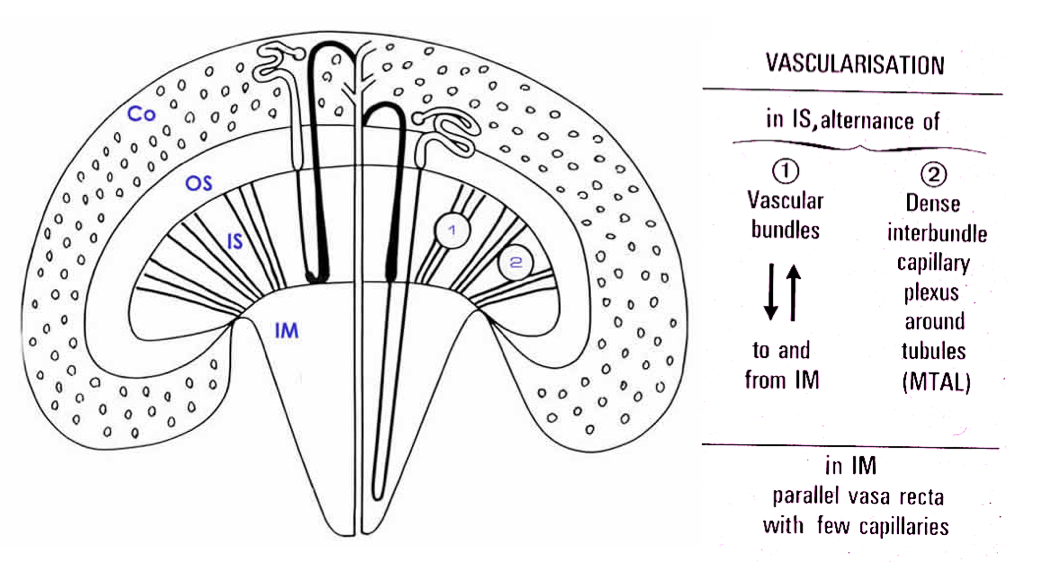 Co
OS
IS
IM
1
2
VASCULARISATION
in IS, alternance of
①
Vascular
bundles
to and
from IM
②
Dense
interbundle
capillary
plexus
around
tubules
(MTAL)
in IM
parallel vasa recta
with few capillaries